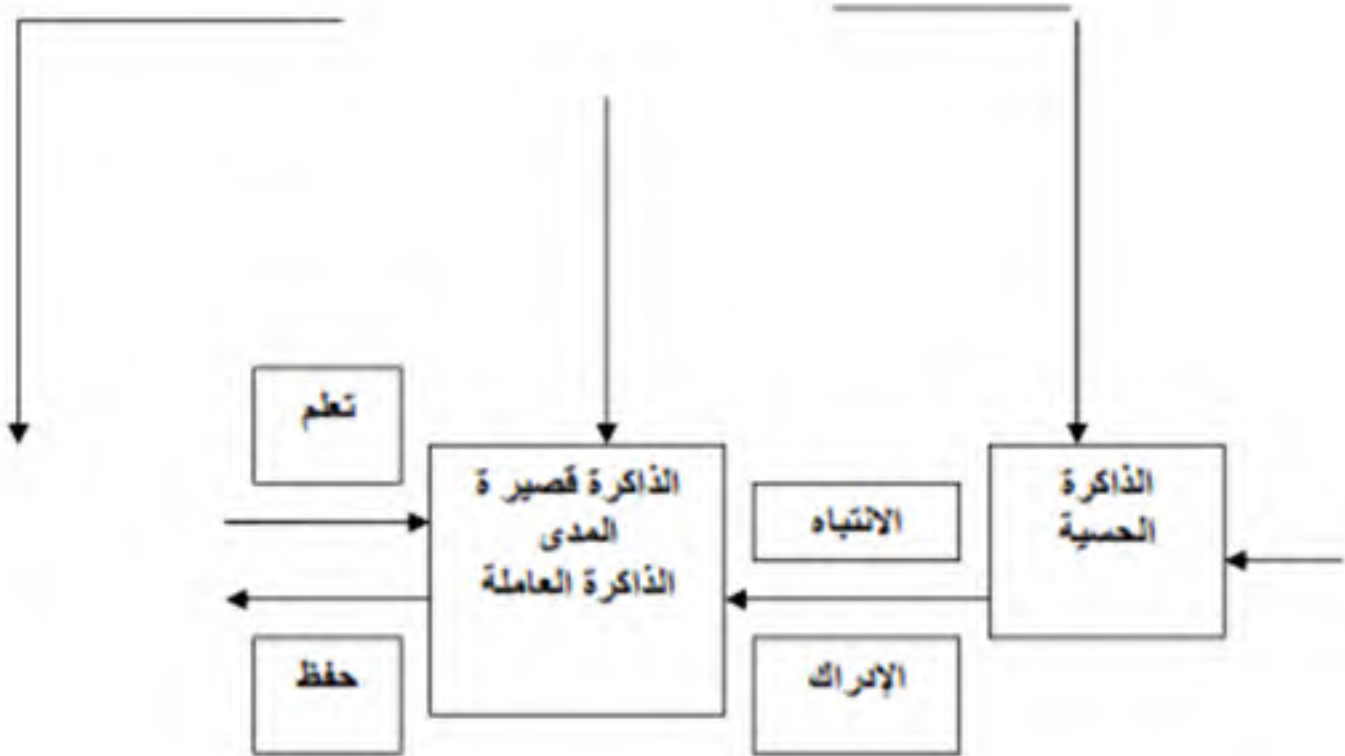 الذاكرة
الحسية
الانتباه
الإدراك
الذاكرة قصير ة
المدى
الذاكرة العاملة
تعلم
حفظ